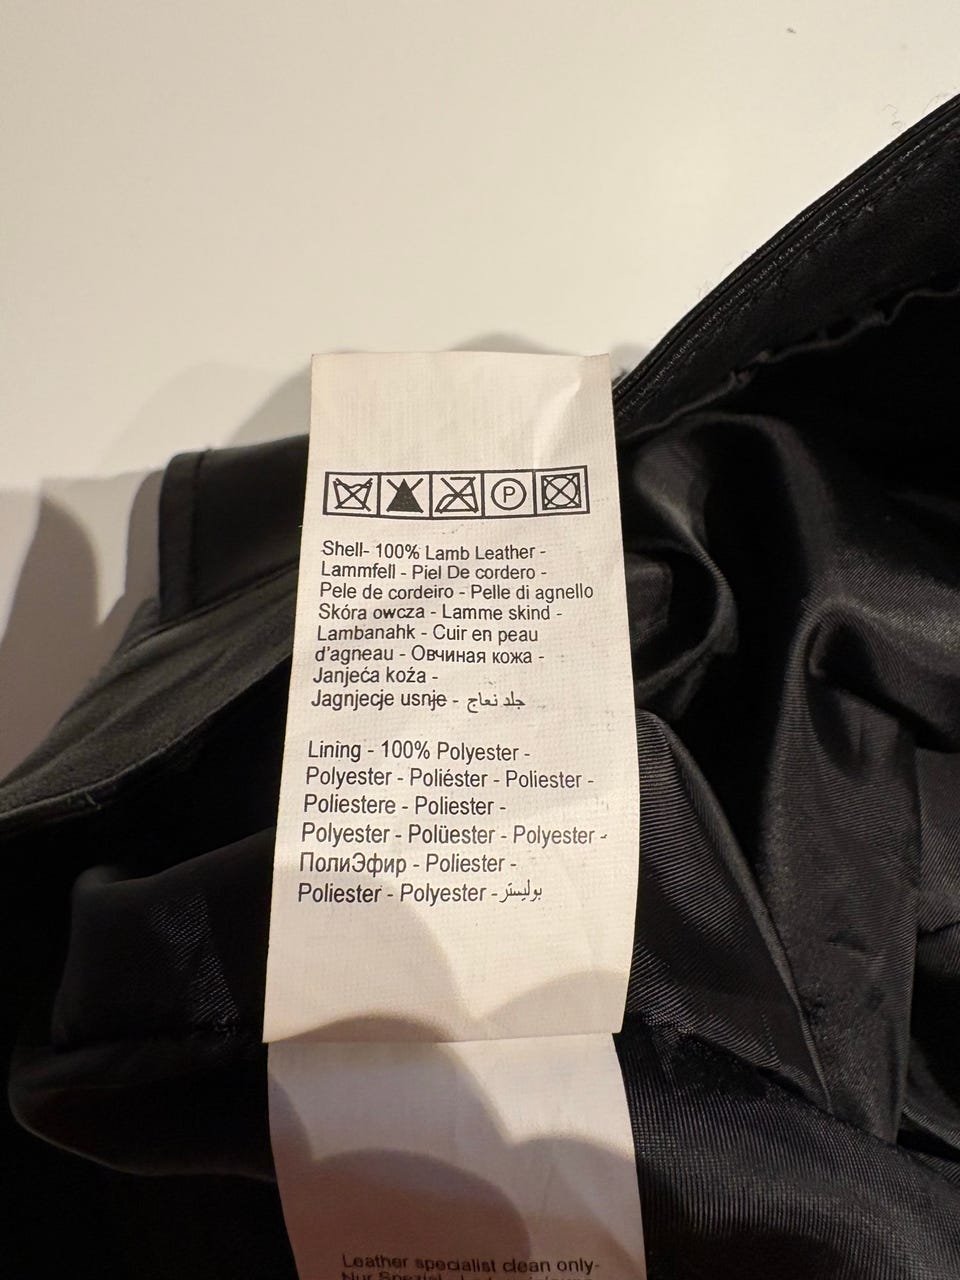 P
Shell- 100% Lamb Leather -
Lammfell - Piel De cordero -
Pele de cordeiro - Pelle di agnello
Skóra owcza - Lamme skind -
Lambanahk - Cuir en peau
d'agneau - Овчиная кожа -
Janjeća koźa -
Jagnjecje usnje - جلد نعاج
Lining - 100% Polyester -
Polyester - Poliéster - Poliester -
Poliestere - Poliester -
Polyester - Polüester - Polyester -
ПолиЭфир - Poliester -
Poliester - Polyester - بوليستر
Leather specialist clean only-
Nur